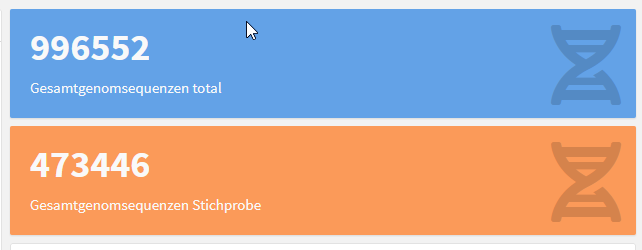 996552
Gesamtgenomsequenzen total
473446
Gesamtgenomsequenzen Stichprobe